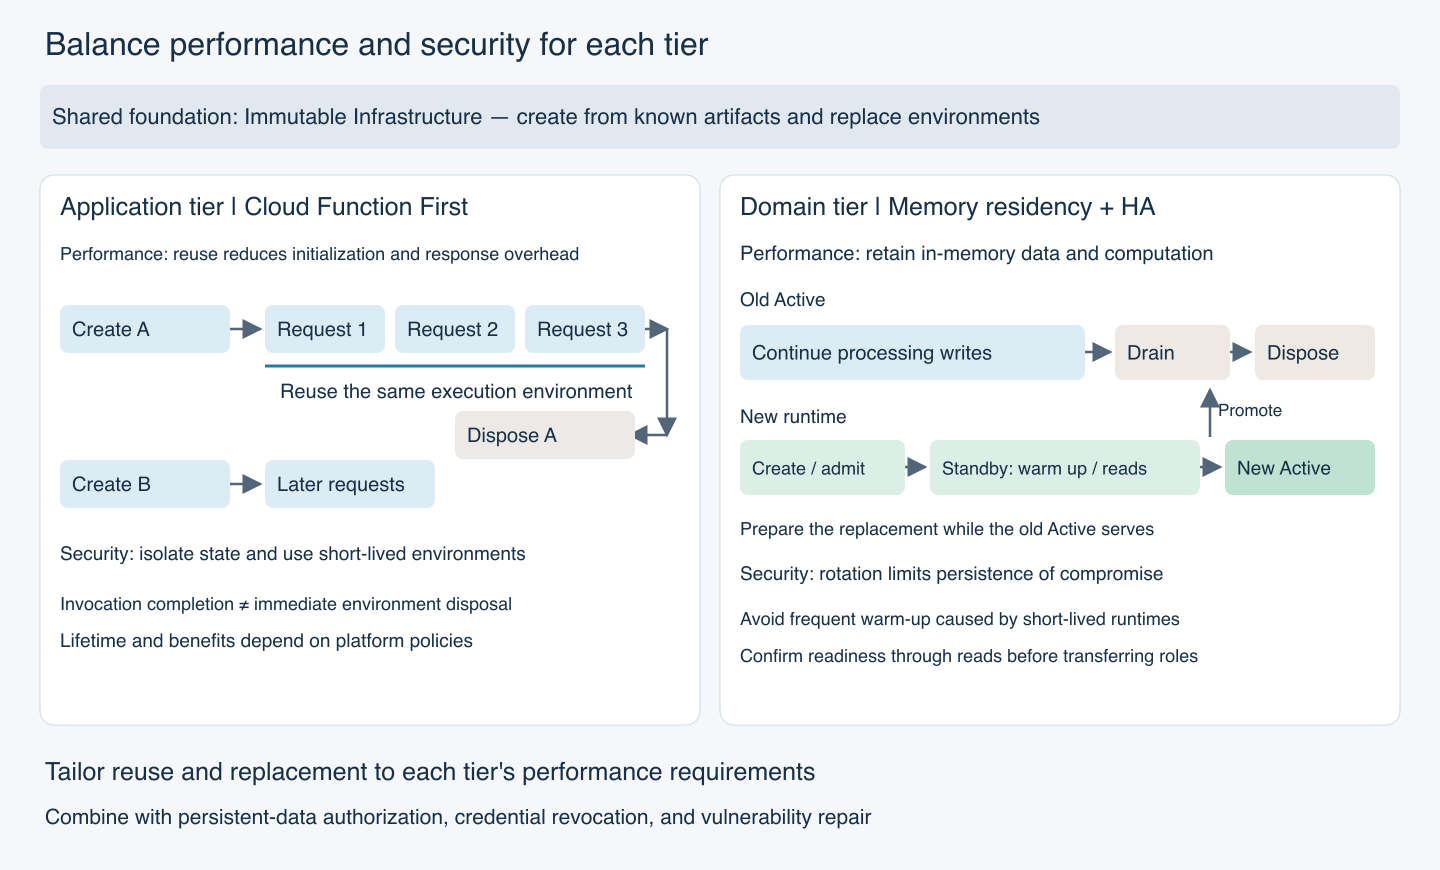 Balance performance and security for each tier
Shared foundation: Immutable Infrastructure — create from known artifacts and replace environments
Application tier | Cloud Function First
Performance: reuse reduces initialization and response overhead
Create A
Request 1
Request 2
Request 3
Reuse the same execution environment
Dispose A
Create B
Later requests
Security: isolate state and use short-lived environments
Invocation completion ≠ immediate environment disposal
Lifetime and benefits depend on platform policies
Domain tier | Memory residency + HA
Performance: retain in-memory data and computation
Old Active
Continue processing writes
Drain
Dispose
Promote
New runtime
Create / admit
Standby: warm up / reads
New Active
Prepare the replacement while the old Active serves
Security: rotation limits persistence of compromise
Avoid frequent warm-up caused by short-lived runtimes
Confirm readiness through reads before transferring roles
Tailor reuse and replacement to each tier's performance requirements
Combine with persistent-data authorization, credential revocation, and vulnerability repair